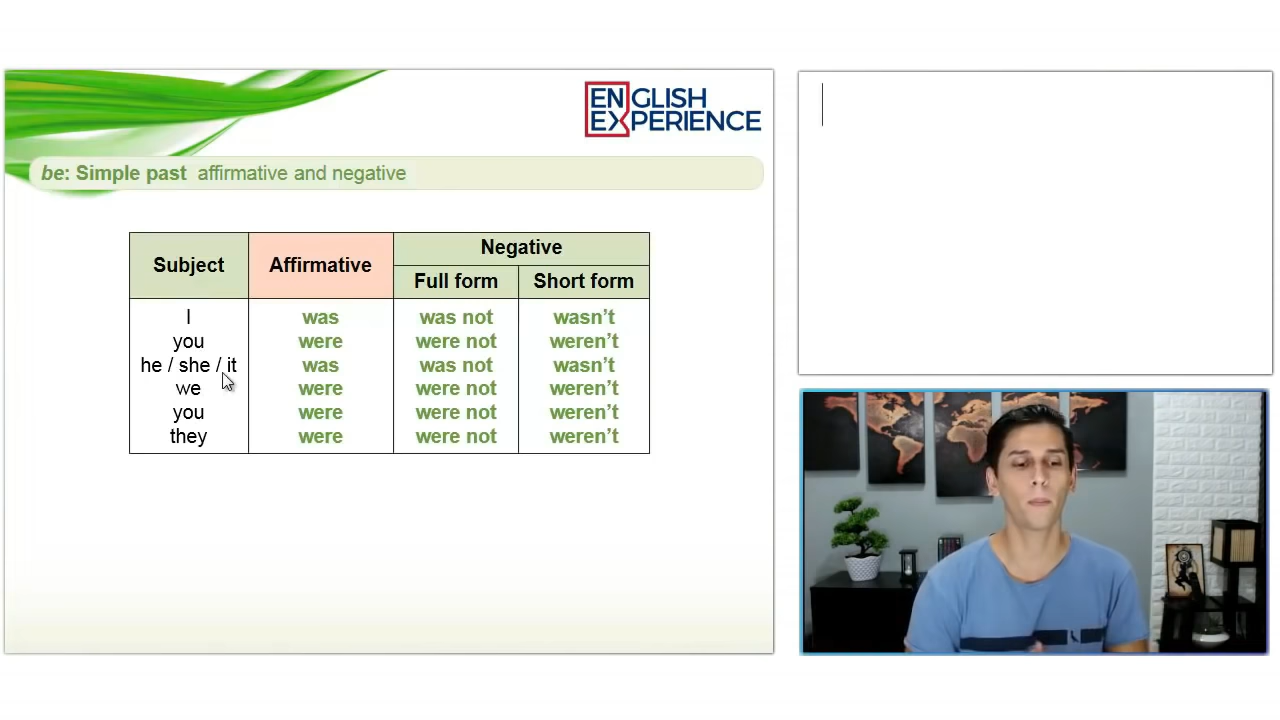 ENGLISH
EXPERIENCE
be: Simple past affirmative and negative
Subject Affirmative Negative
Full form Short form
I was was not wasn't
you were were not weren't
he / she / it was was not wasn't
we were were not weren't
you were were not weren't
they were were not weren't